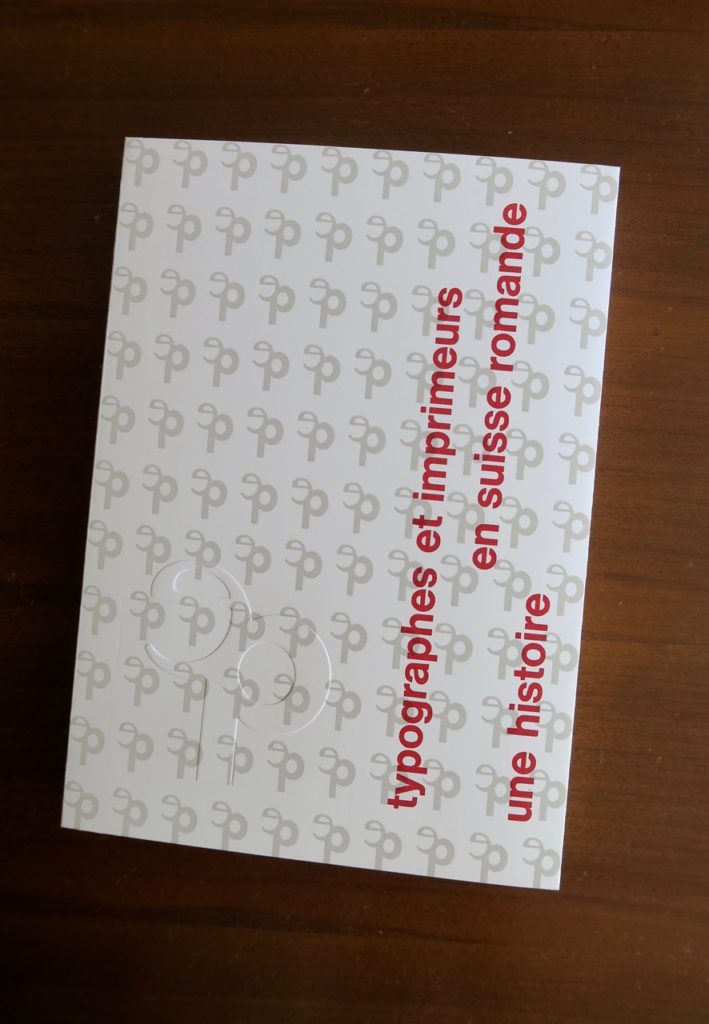 typographes et imprimeurs
en suisse romande
une histoire